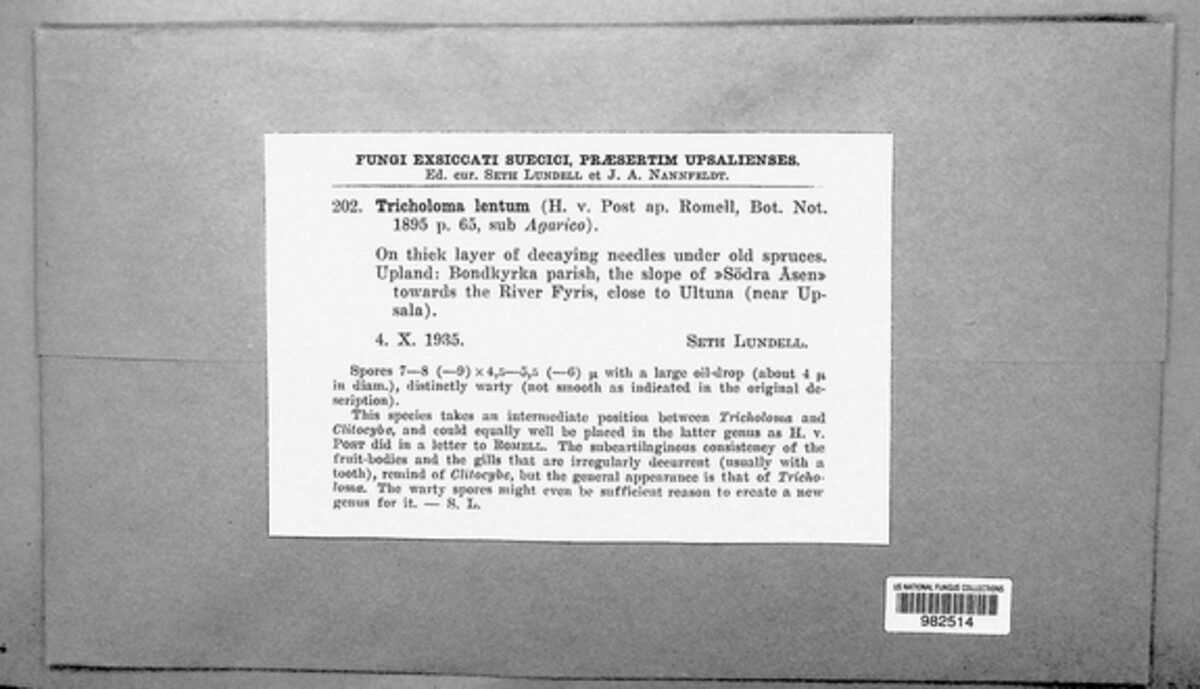 FUNGI EXSICCATI SUECICI, PRÆSERTIM UPSALIENSES.
Ed. cur. SETH LUNDELL et J. A. NANNFELDT.
202. Tricholoma lentum (H. v. Post ap. Romell, Bot. Not.
1895 p. 65, sub Agarico).
On thick layer of decaying needles under old spruces.
Upland: Bondkyrka parish, the slope of »Södra Åsen»
towards the River Fyris, close to Ultuna (near Up-
sala).
4. X. 1935. SETH LUNDELL.
Spores 7—8 (—9) × 4,5—5,5 (—6) µ with a large oil-drop (about 4 µ
in diam.), distinctly warty (not smooth as indicated in the original de-
scription).
This species takes an intermediate position between Tricholoma and
Clitocybe, and could equally well be placed in the latter genus as H. v.
POST did in a letter to ROMELL. The subcartilaginous consistency of the
fruit-bodies and the gills that are irregularly decurrent (usually with a
tooth), remind of Clitocybe, but the general appearance is that of Tricho-
loma. The warty spores might even be sufficient reason to create a new
genus for it. — S. L.
US NATIONAL FUNGUS COLLECTIONS
982514